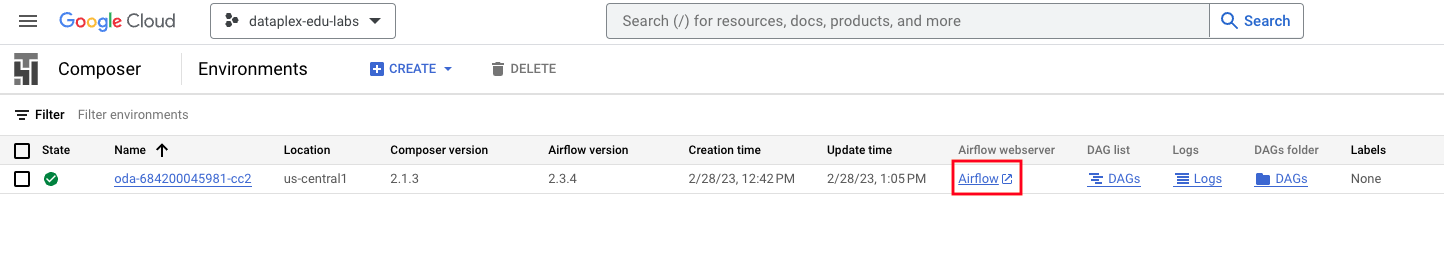 Google Cloud dataplex-edu-labs Search (/) for resources, docs, products, and more Search
Composer Environments CREATE DELETE
Filter Filter environments
State Name Location Composer version Airflow version Creation time Update time Airflow webserver DAG list Logs DAGs folder Labels
oda-684200045981-cc2 us-central1 2.1.3 2.3.4 2/28/23, 12:42 PM 2/28/23, 1:05 PM Airflow DAGs Logs DAGs None